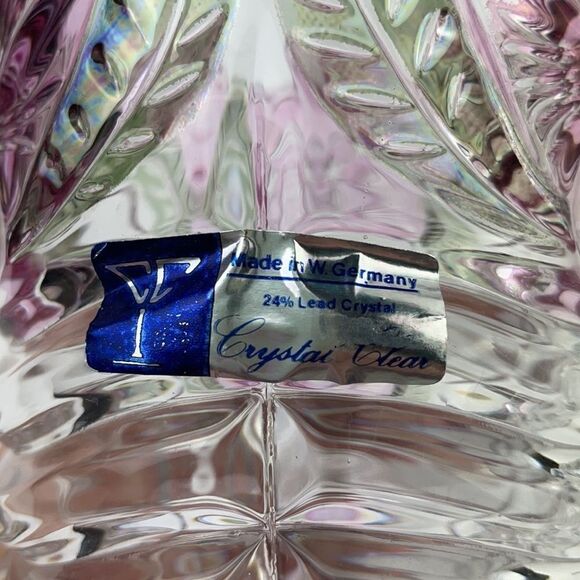 Made in W. Germany
24% Lead Crystal
Crystal Clear